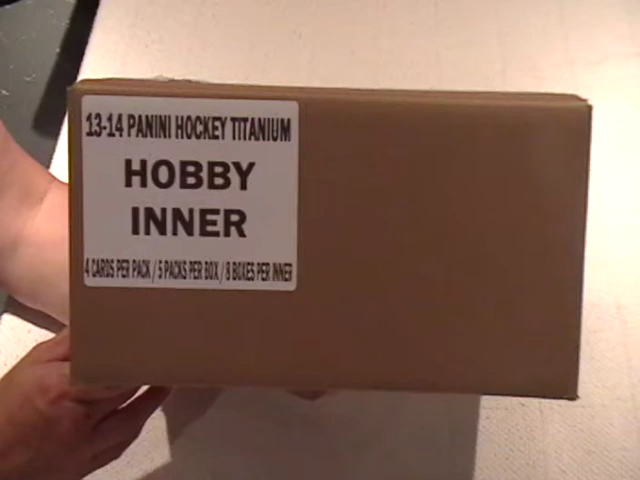 13-14 PANINI HOCKEY TITANIUM
HOBBY
INNER
4 CARDS PER PACK / 5 PACKS PER BOX / 8 BOXES PER INNER